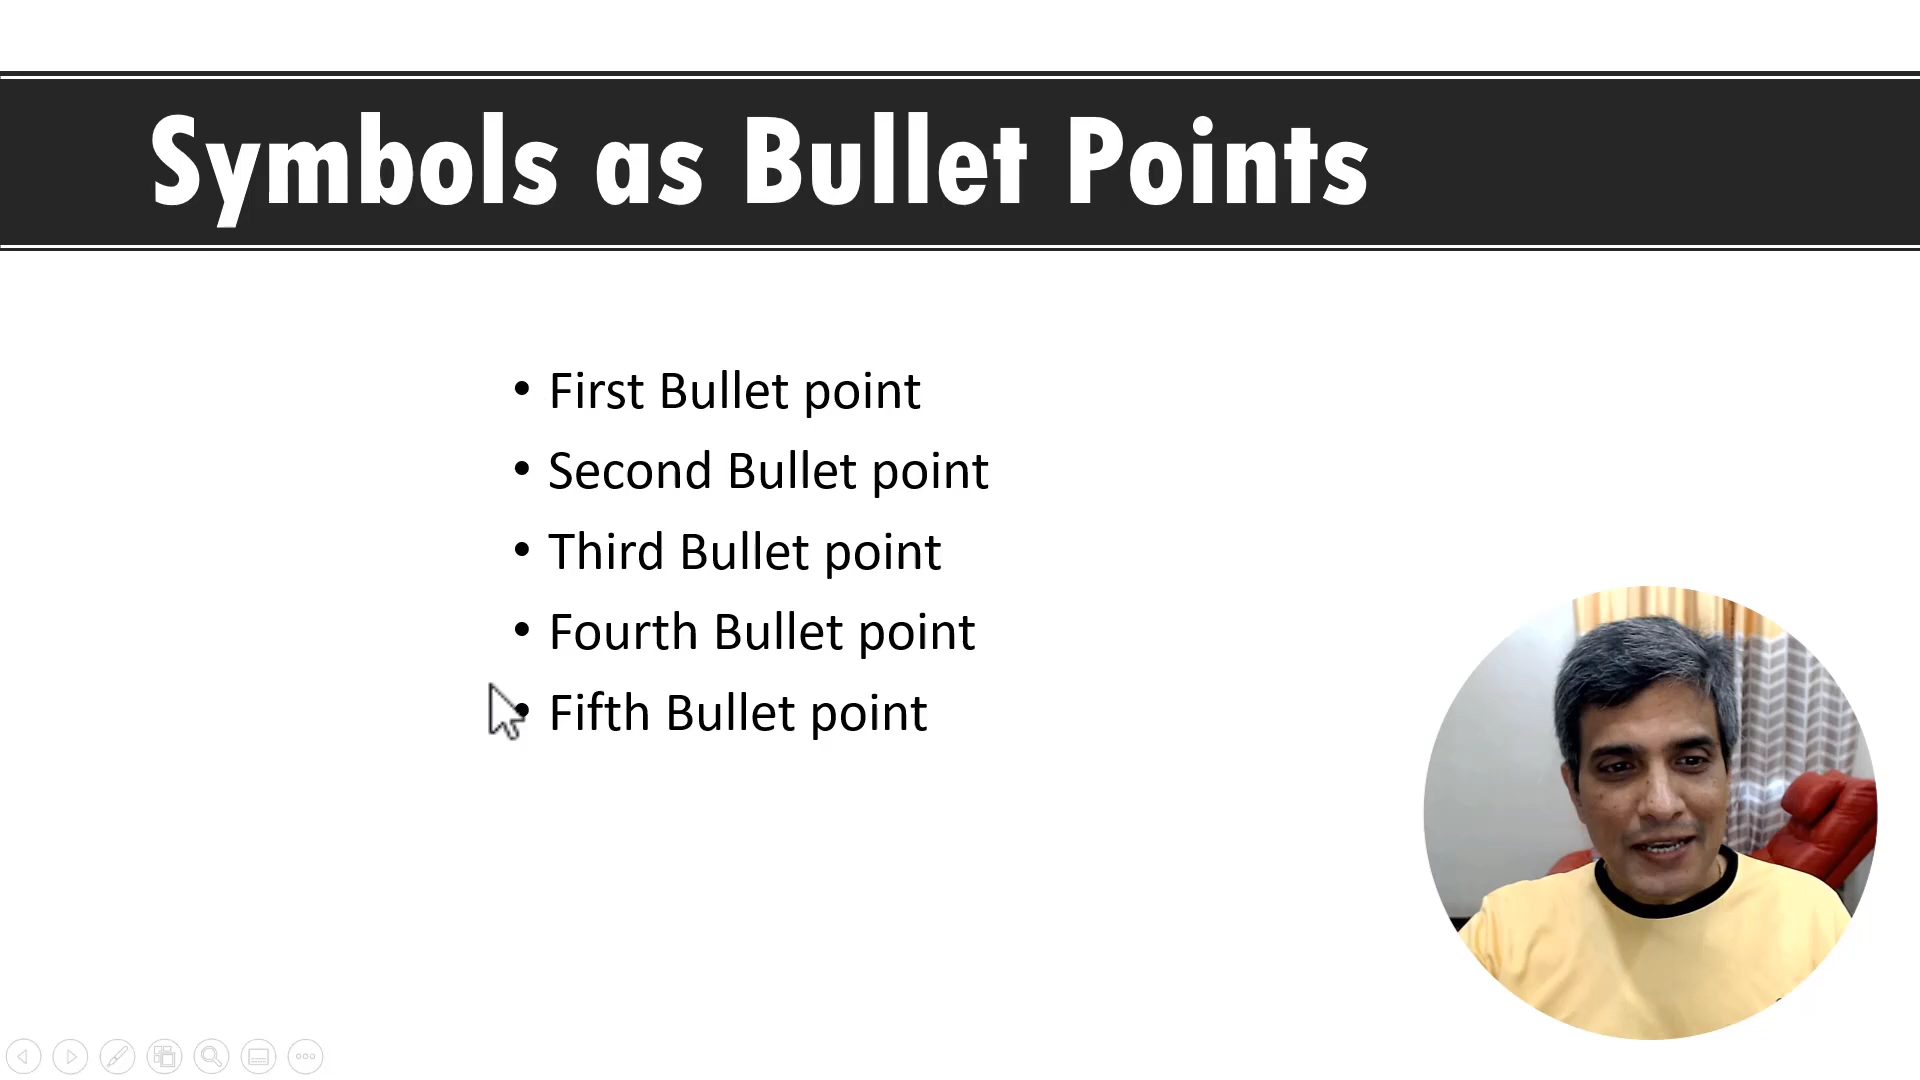 Symbols as Bullet Points
• First Bullet point
• Second Bullet point
• Third Bullet point
• Fourth Bullet point
• Fifth Bullet point